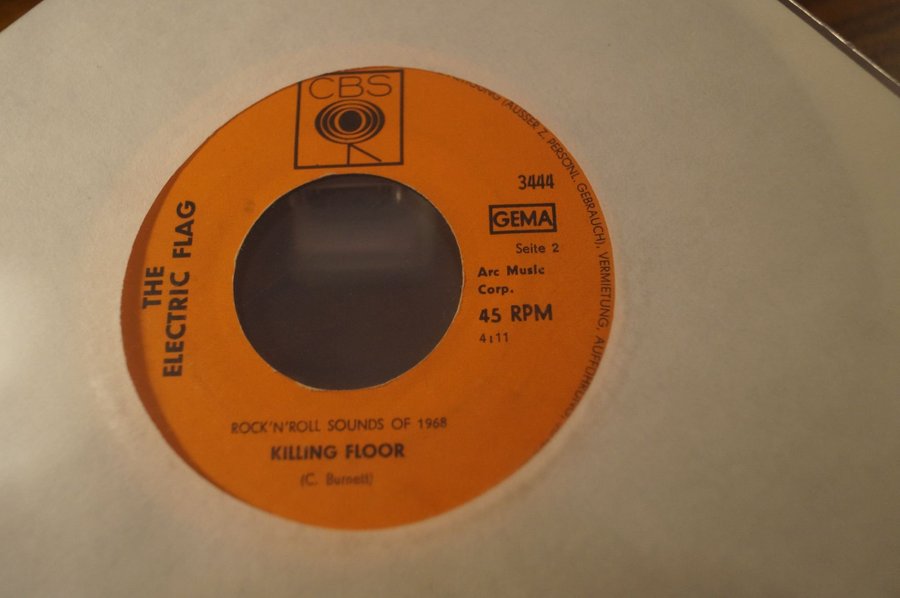 CBS
THE
ELECTRIC FLAG
3444
GEMA
Seite 2
Arc Music
Corp.
45 RPM
4:11
ROCK'N'ROLL SOUNDS OF 1968
KILLING FLOOR
(C. Burnett)
(AUSSER Z. PERSÖNL. GEBRAUCH), VERMIETUNG, AUFFÜHRUNG,